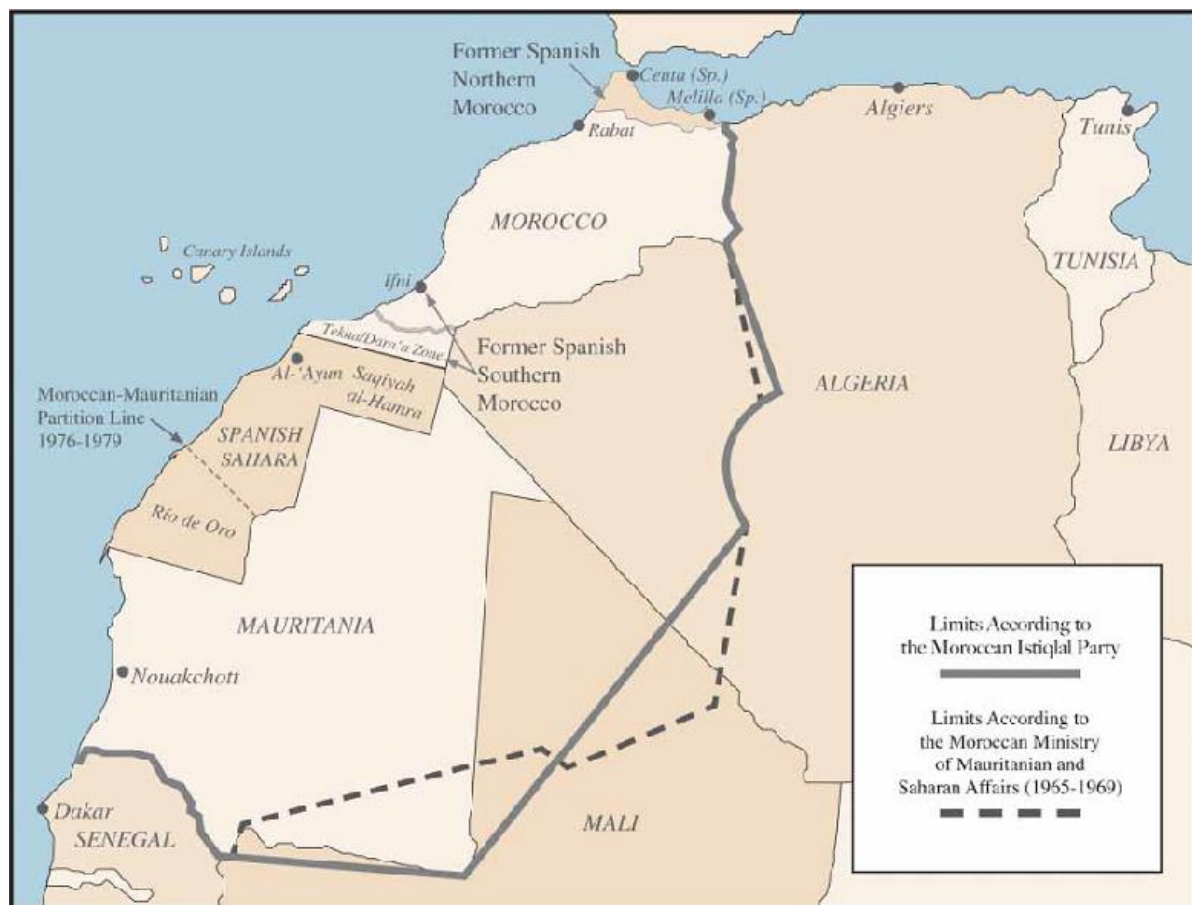 Former Spanish
Northern
Morocco
Ceuta (Sp.)
Melilla (Sp.)
Algiers
Tunis
Rabat
MOROCCO
TUNISIA
Canary Islands
Ifni
Tekna/Dara'a Zone
Former Spanish
Southern
Morocco
ALGERIA
LIBYA
Al-'Ayun
Saqiyah
al-Hamra
Moroccan-Mauritanian
Partition Line
1976-1979
SPANISH
SAHARA
Río de Oro
MAURITANIA
Nouakchott
Dakar
SENEGAL
MALI
Limits According to
the Moroccan Istiqlal Party
Limits According to
the Moroccan Ministry
of Mauritanian and
Saharan Affairs (1965-1969)